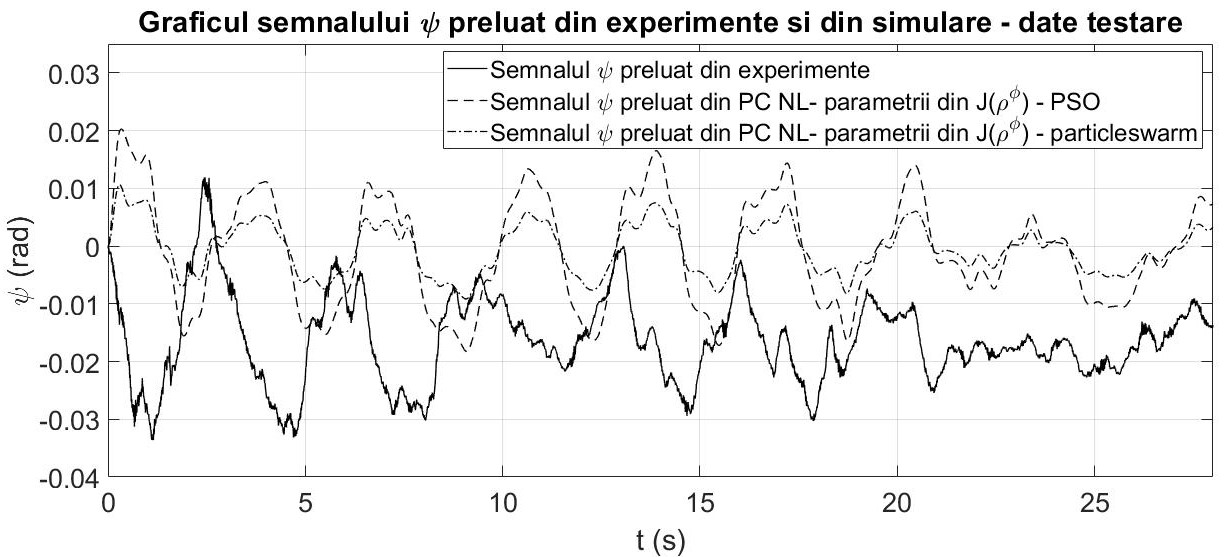 Graficul semnalului ψ preluat din experimente si din simulare - date testare
Semnalul ψ preluat din experimente
Semnalul ψ preluat din PC NL- parametrii din J(ρ^ϕ) - PSO
Semnalul ψ preluat din PC NL- parametrii din J(ρ^ϕ) - particleswarm
ψ (rad)
0.03
0.02
0.01
0
-0.01
-0.02
-0.03
-0.04
0 5 10 15 20 25
t (s)